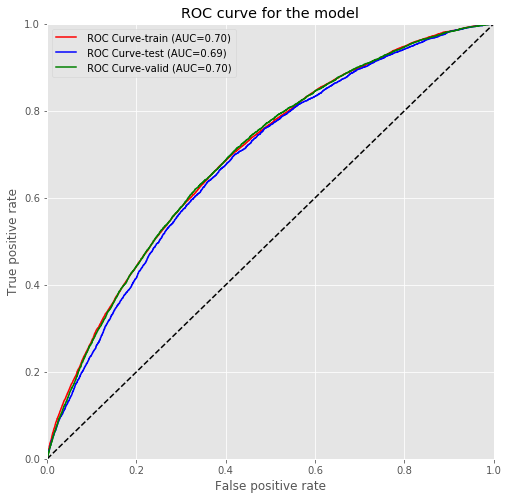 ROC curve for the model
1.0
0.8
0.6
0.4
0.2
0.0
True positive rate
ROC Curve-train (AUC=0.70)
ROC Curve-test (AUC=0.69)
ROC Curve-valid (AUC=0.70)
0.0 0.2 0.4 0.6 0.8 1.0
False positive rate